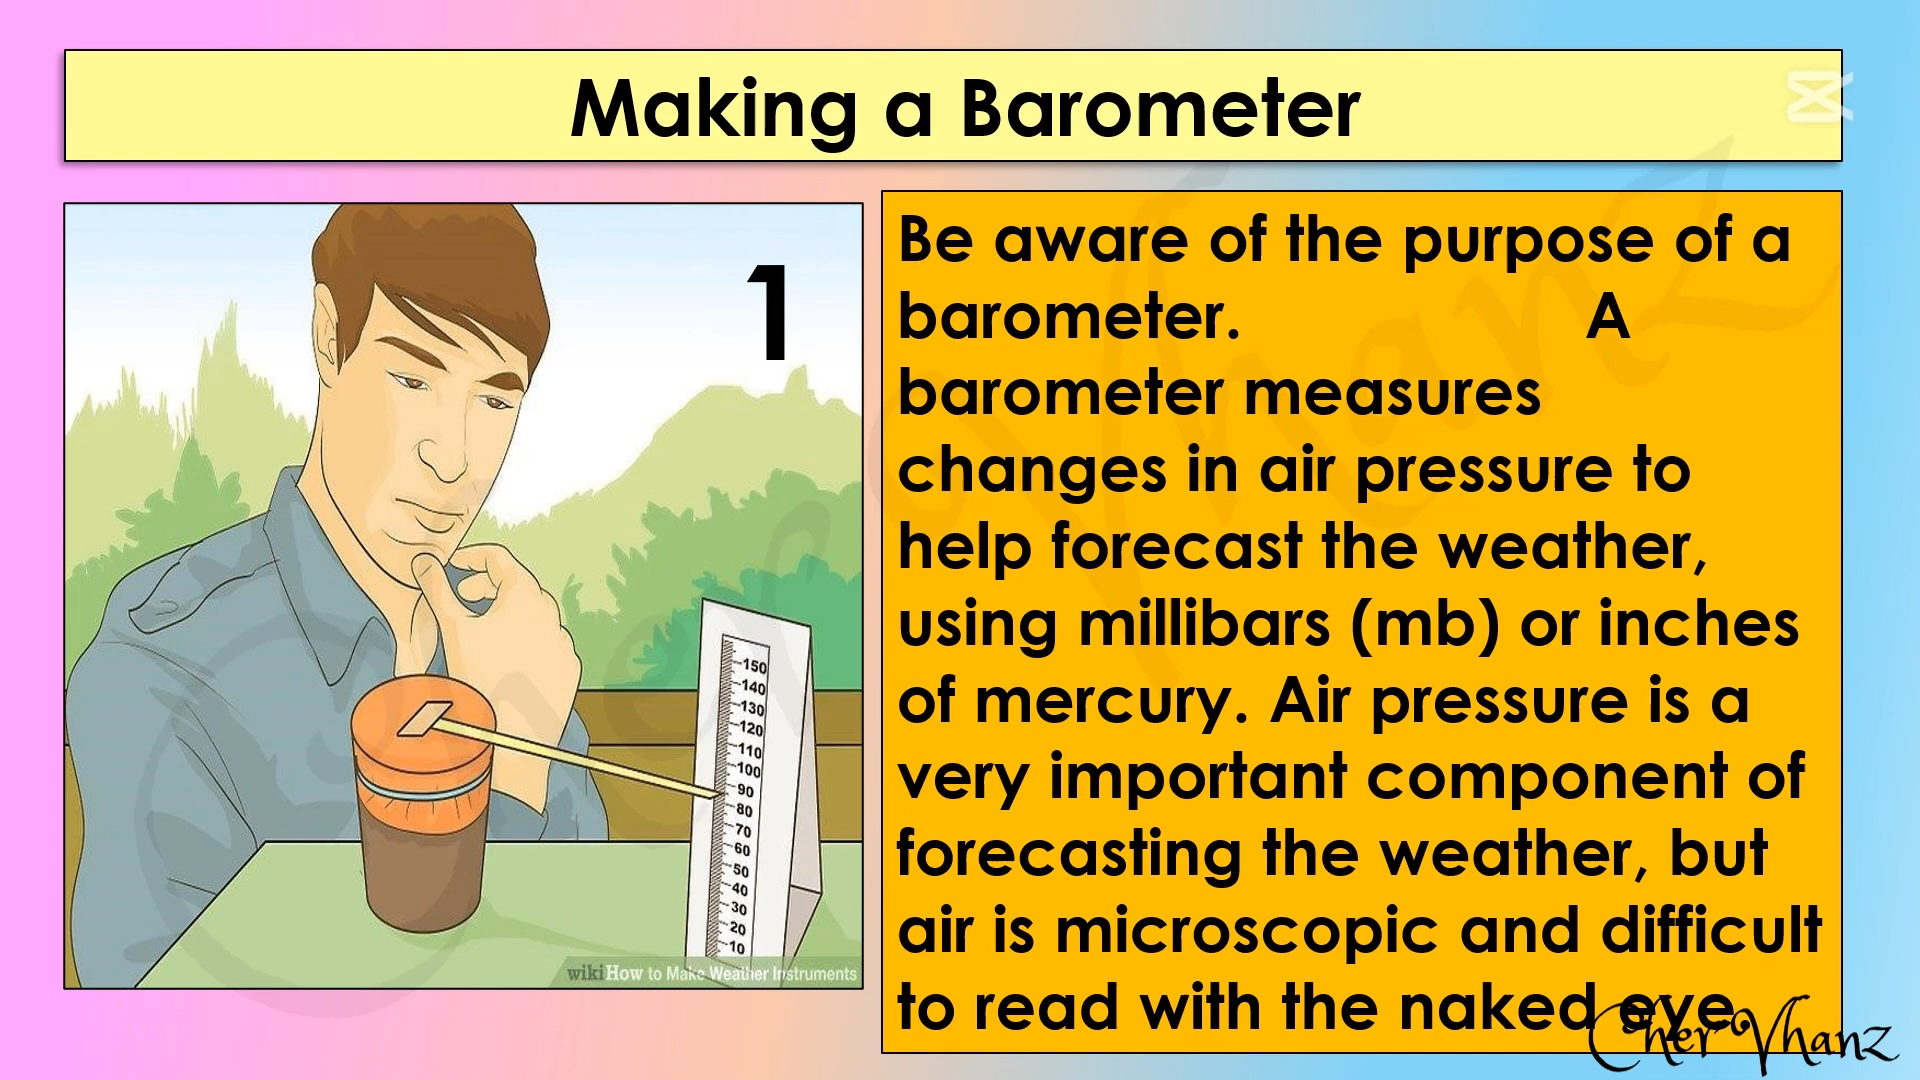 Making a Barometer
1
150
140
130
120
110
100
90
80
70
60
50
40
30
20
10
wikiHow to Make Weather Instruments
Be aware of the purpose of a
barometer. A
barometer measures
changes in air pressure to
help forecast the weather,
using millibars (mb) or inches
of mercury. Air pressure is a
very important component of
forecasting the weather, but
air is microscopic and difficult
to read with the naked eye
Cher Vhanz